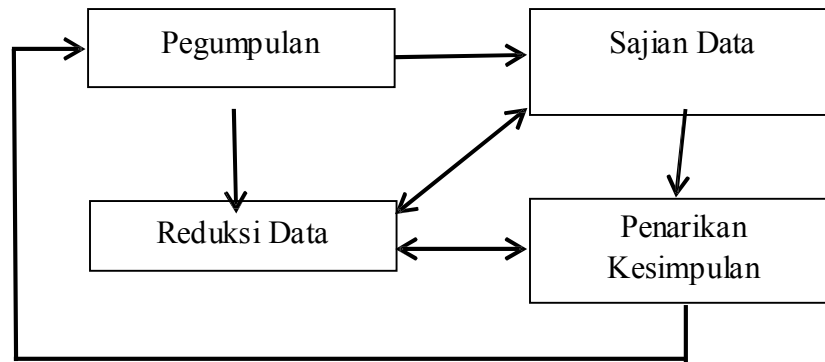 Pegumpulan
Sajian Data
Reduksi Data
Penarikan
Kesimpulan